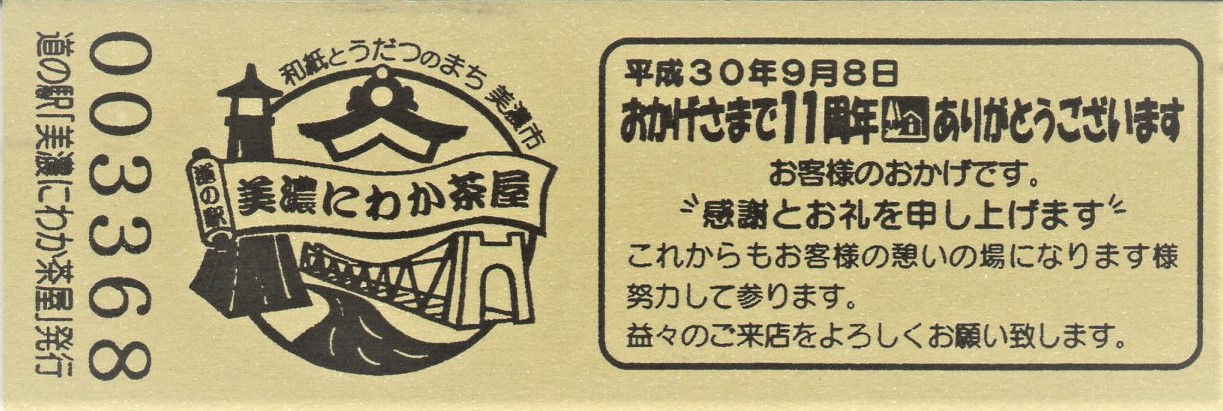 003368
道の駅「美濃にわか茶屋」発行
和紙とうだつのまち 美濃市
道の駅
美濃にわか茶屋
平成30年9月8日
おかげさまで11周年 ありがとうございます
お客様のおかげです。
感謝とお礼を申し上げます
これからもお客様の憩いの場になります様
努力して参ります。
益々のご来店をよろしくお願い致します。